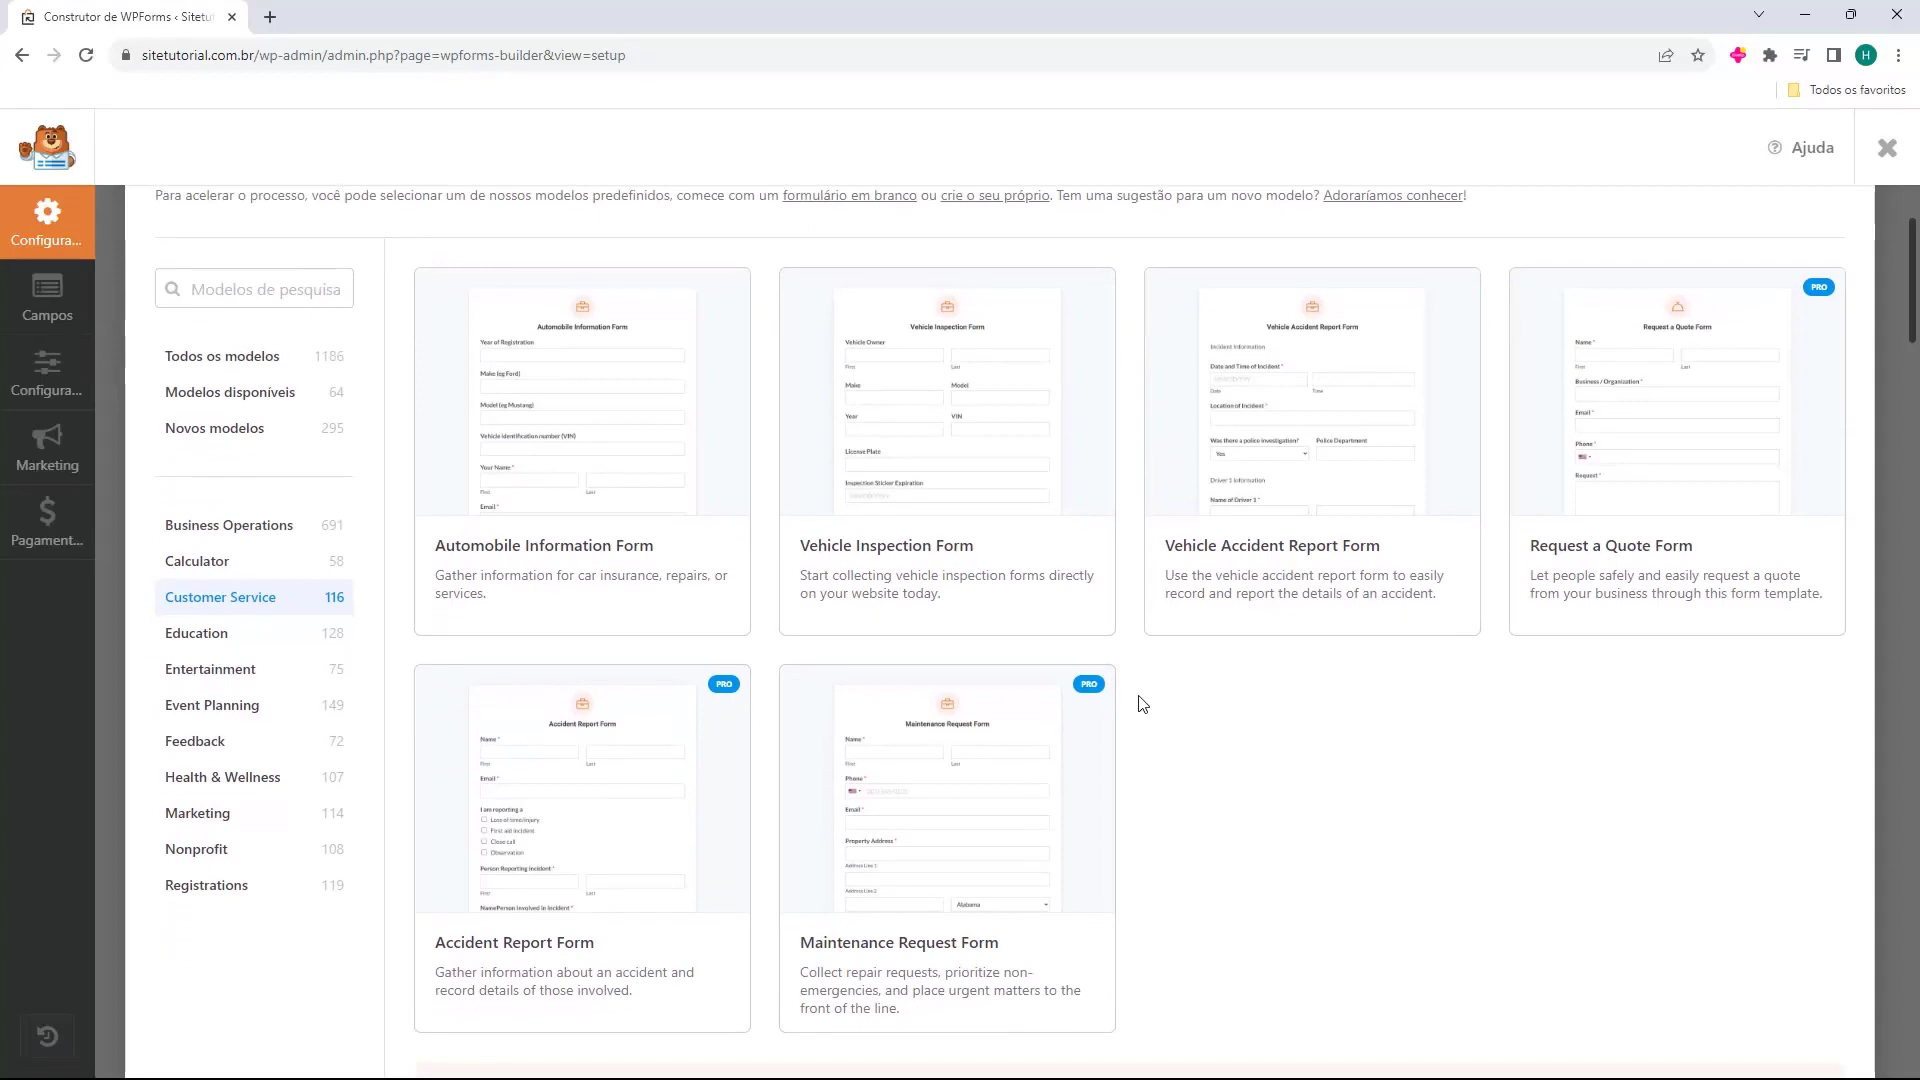 Construtor de WPForms ‹ Sitetu
sitetutorial.com.br/wp-admin/admin.php?page=wpforms-builder&view=setup
H
Todos os favoritos
Ajuda
Para acelerar o processo, você pode selecionar um de nossos modelos predefinidos, comece com um formulário em branco ou crie o seu próprio. Tem uma sugestão para um novo modelo? Adoraríamos conhecer!
Configura...
Campos
Configura...
Marketing
Pagament...
Modelos de pesquisa
Todos os modelos 1186
Modelos disponíveis 64
Novos modelos 295
Business Operations 691
Calculator 58
Customer Service 116
Education 128
Entertainment 75
Event Planning 149
Feedback 72
Health & Wellness 107
Marketing 114
Nonprofit 108
Registrations 119
Automobile Information Form
Year of Registration
Make (eg Ford)
Model (eg Mustang)
Vehicle Identification number (VIN)
Your Name *
First Last
Email *
Automobile Information Form
Gather information for car insurance, repairs, or
services.
Vehicle Inspection Form
Vehicle Owner
First Last
Make Model
Year VIN
License Plate
Inspection Sticker Expiration
Vehicle Inspection Form
Start collecting vehicle inspection forms directly
on your website today.
Vehicle Accident Report Form
Incident Information
Date and Time of Incident *
Date Time
Location of Incident *
Was there a police investigation? Police Department
Yes
Driver 1 Information
Name of Driver 1 *
Vehicle Accident Report Form
Use the vehicle accident report form to easily
record and report the details of an accident.
PRO
Request a Quote Form
Name *
First Last
Business / Organization *
Email *
Phone *
Request *
Request a Quote Form
Let people safely and easily request a quote
from your business through this form template.
PRO
Accident Report Form
Name *
First Last
Email *
I am reporting a
Loss of time/injury
First aid incident
Close call
Observation
Person Reporting Incident *
First Last
NamePerson Involved in Incident *
Accident Report Form
Gather information about an accident and
record details of those involved.
PRO
Maintenance Request Form
Name *
First Last
Phone *
Email *
Property Address *
Address Line 1
Address Line 2
Alabama
Maintenance Request Form
Collect repair requests, prioritize non-
emergencies, and place urgent matters to the
front of the line.